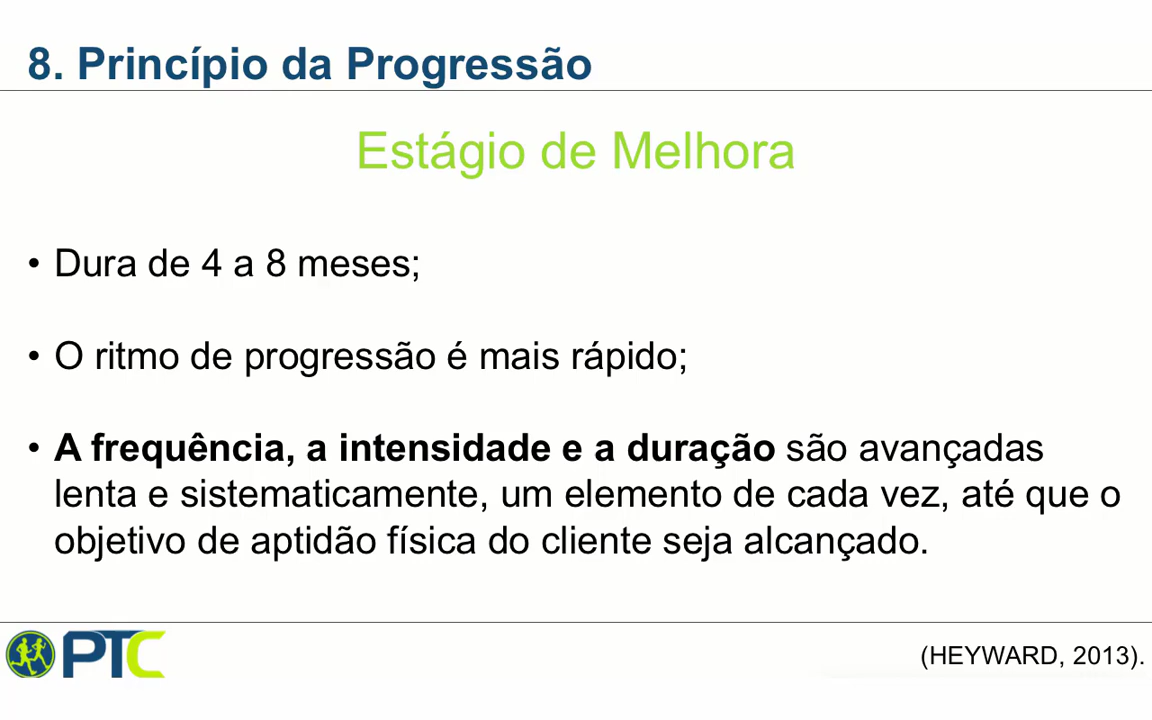 8. Princípio da Progressão
Estágio de Melhora
• Dura de 4 a 8 meses;
• O ritmo de progressão é mais rápido;
• A frequência, a intensidade e a duração são avançadas
lenta e sistematicamente, um elemento de cada vez, até que o
objetivo de aptidão física do cliente seja alcançado.
PTC
(HEYWARD, 2013).